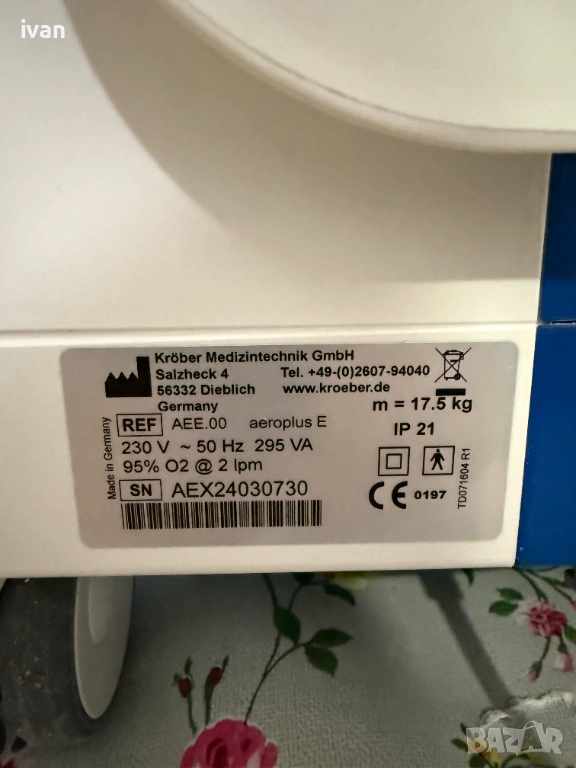 ivan
Kröber Medizintechnik GmbH
Salzheck 4 Tel. +49-(0)2607-94040
56332 Dieblich www.kroeber.de
Germany m = 17.5 kg
REF AEE.00 aeroplus E IP 21
230 V ~ 50 Hz 295 VA
95% O2 @ 2 lpm
SN AEX24030730
CE 0197
Made in Germany
TD071604 R1
BAZAR